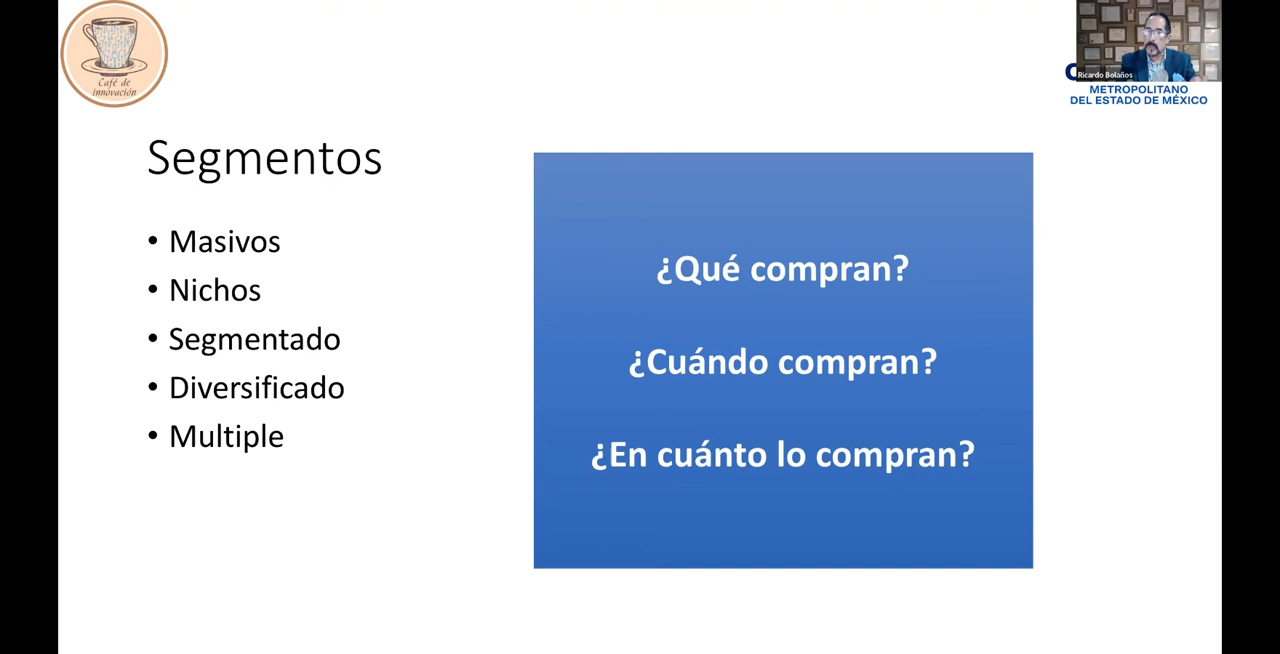 Café de
innovación
Ricardo Bolaños
METROPOLITANO
DEL ESTADO DE MÉXICO
Segmentos
• Masivos
• Nichos
• Segmentado
• Diversificado
• Multiple
¿Qué compran?
¿Cuándo compran?
¿En cuánto lo compran?